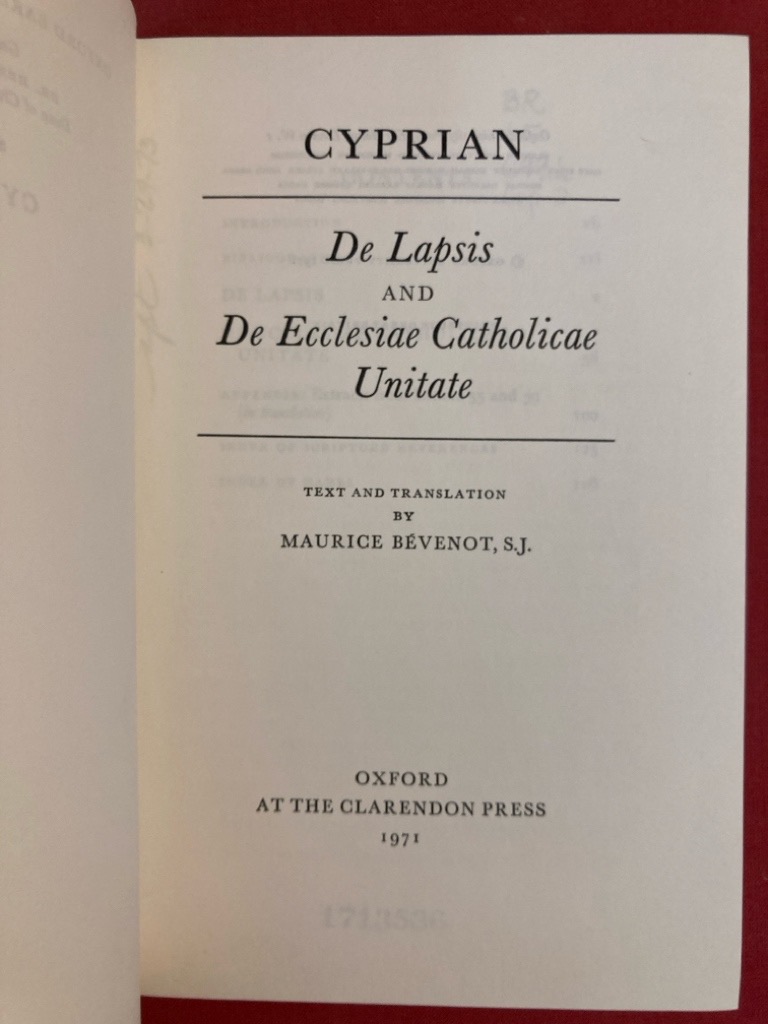 CYPRIAN
De Lapsis
AND
De Ecclesiae Catholicae
Unitate
TEXT AND TRANSLATION
BY
MAURICE BÉVENOT, S.J.
OXFORD
AT THE CLARENDON PRESS
1971